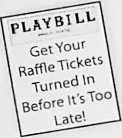 PLAYBILL
Get Your
Raffle Tickets
Turned In
Before It's Too
Late!